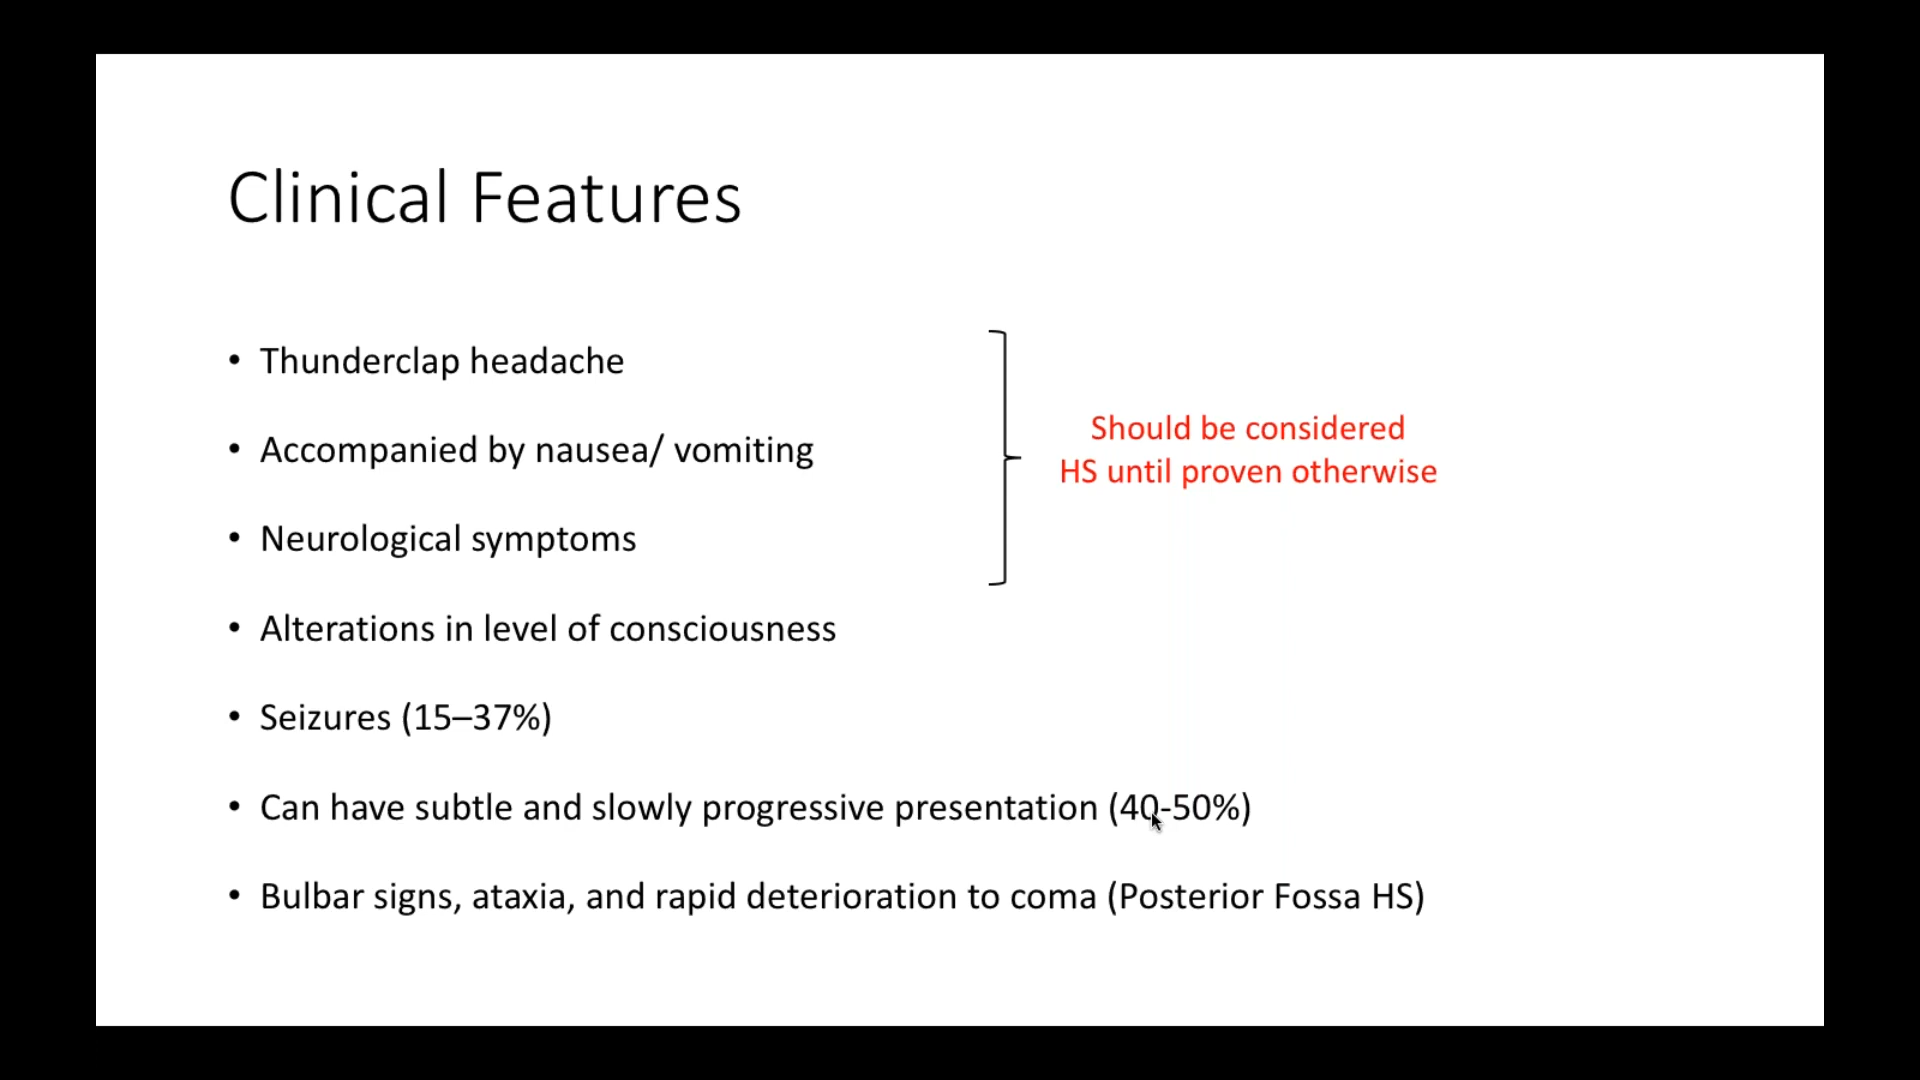 Clinical Features
• Thunderclap headache
• Accompanied by nausea/ vomiting
• Neurological symptoms
Should be considered
HS until proven otherwise
• Alterations in level of consciousness
• Seizures (15–37%)
• Can have subtle and slowly progressive presentation (40-50%)
• Bulbar signs, ataxia, and rapid deterioration to coma (Posterior Fossa HS)